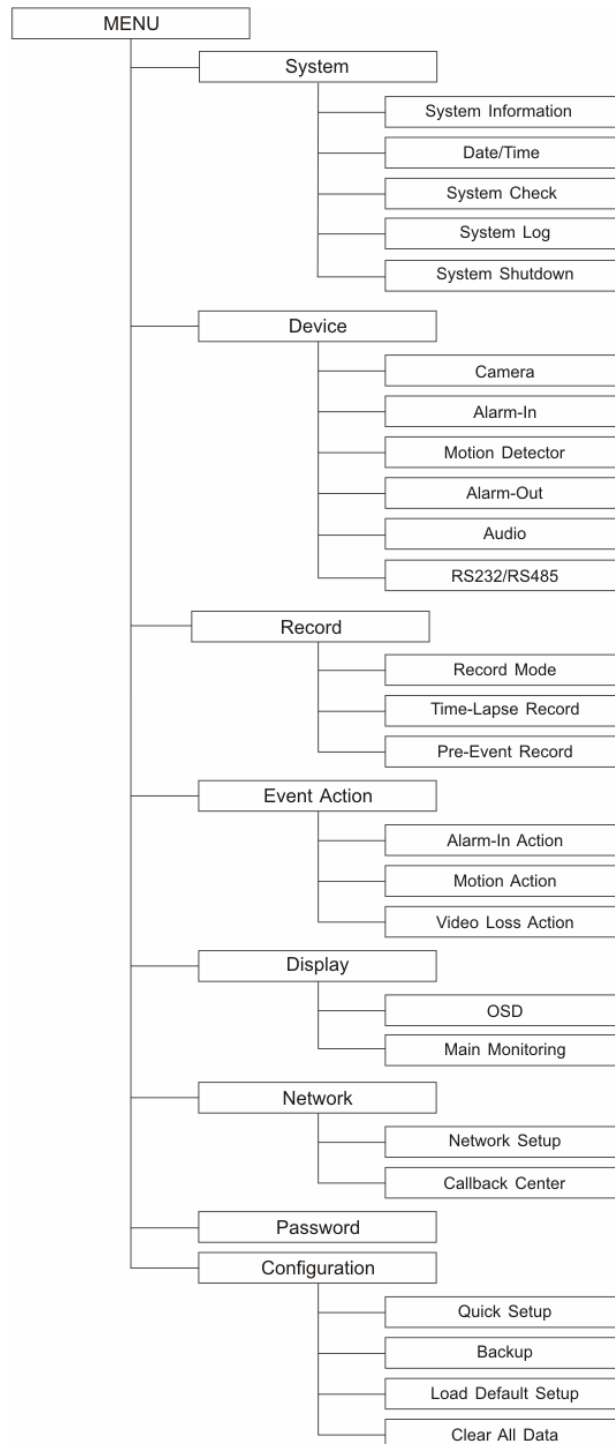 MENU
System
System Information
Date/Time
System Check
System Log
System Shutdown
Device
Camera
Alarm-In
Motion Detector
Alarm-Out
Audio
RS232/RS485
Record
Record Mode
Time-Lapse Record
Pre-Event Record
Event Action
Alarm-In Action
Motion Action
Video Loss Action
Display
OSD
Main Monitoring
Network
Network Setup
Callback Center
Password
Configuration
Quick Setup
Backup
Load Default Setup
Clear All Data